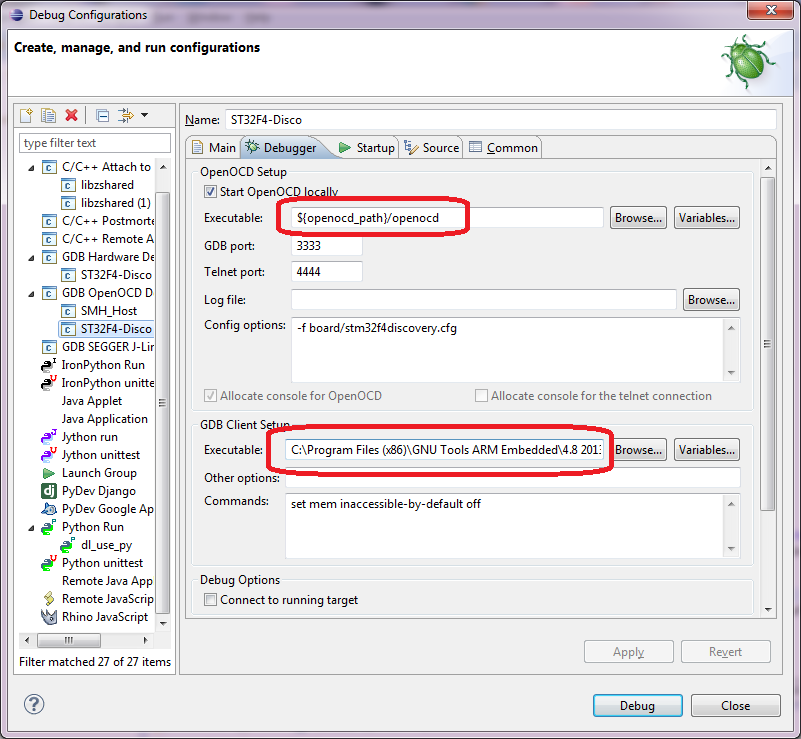 Debug Configurations
Create, manage, and run configurations
type filter text
C/C++ Attach to
libzshared
libzshared (1)
C/C++ Postmorte
C/C++ Remote A
GDB Hardware De
ST32F4-Disco
GDB OpenOCD D
SMH_Host
ST32F4-Disco
GDB SEGGER J-Lin
IronPython Run
IronPython unitte
Java Applet
Java Application
Jython run
Jython unittest
Launch Group
PyDev Django
PyDev Google Ap
Python Run
dl_use_py
Python unittest
Remote Java App
Remote JavaScrip
Rhino JavaScript
Filter matched 27 of 27 items
Name: ST32F4-Disco
Main Debugger Startup Source Common
OpenOCD Setup
Start OpenOCD locally
Executable: ${openocd_path}/openocd Browse... Variables...
GDB port: 3333
Telnet port: 4444
Log file: Browse...
Config options: -f board/stm32f4discovery.cfg
Allocate console for OpenOCD Allocate console for the telnet connection
GDB Client Setup
Executable: C:\Program Files (x86)\GNU Tools ARM Embedded\4.8 2013 Browse... Variables...
Other options:
Commands: set mem inaccessible-by-default off
Debug Options
Connect to running target
Apply Revert
? Debug Close